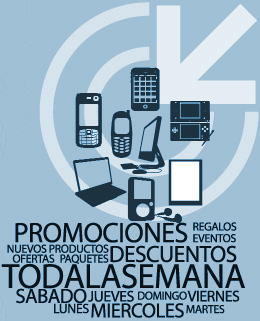 PROMOCIONES REGALOS
EVENTOS
NUEVOS PRODUCTOS
OFERTAS PAQUETES DESCUENTOS
TODALASEMANA
SABADO JUEVES DOMINGO VIERNES
LUNES MIERCOLES MARTES